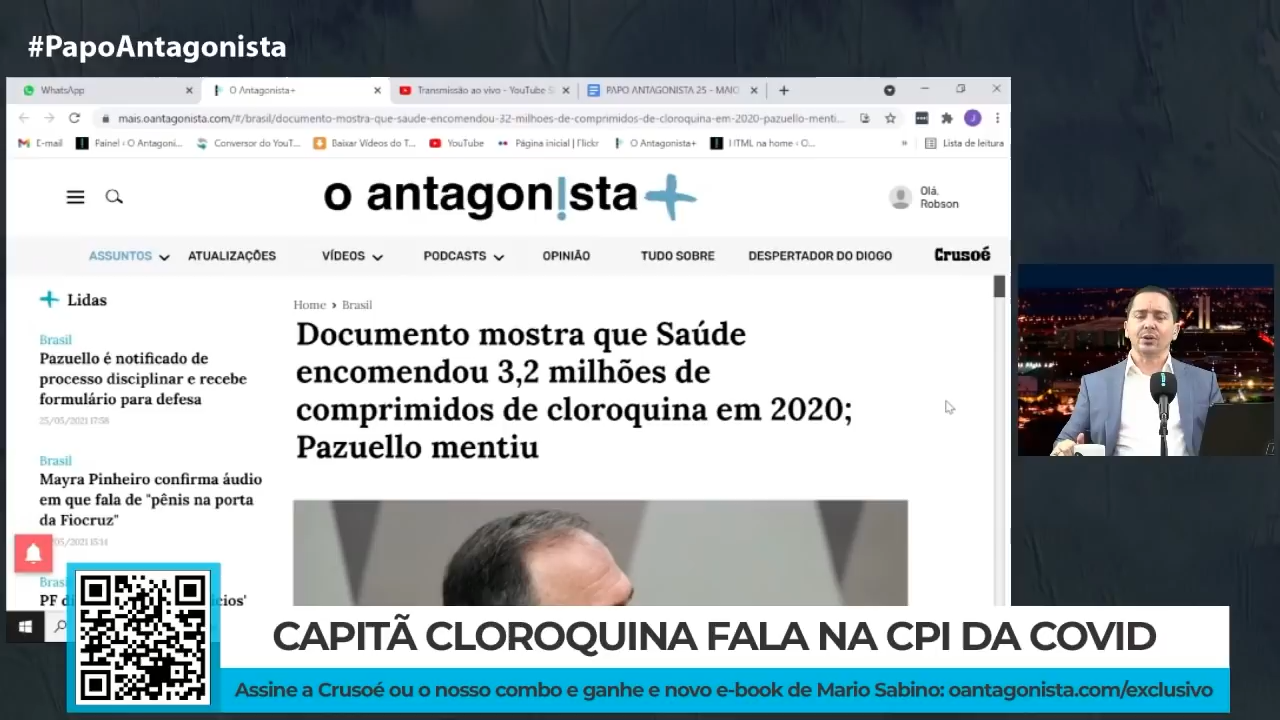 #PapoAntagonista
WhatsApp
O Antagonista+
Transmissão ao vivo - YouTube S
PAPO ANTAGONISTA 25 - MAIO
mais.oantagonista.com/#/brasil/documento-mostra-que-saude-encomendou-32-milhoes-de-comprimidos-de-cloroquina-em-2020-pazuello-menti...
E-mail
Painel ‹ O Antagoni...
Conversor do YouT...
Baixar Vídeos do T...
YouTube
Página inicial | Flickr
O Antagonista+
HTML na home ‹ O...
»
Lista de leitura
o antagon!sta+
Olá,
Robson
ASSUNTOS
ATUALIZAÇÕES
VÍDEOS
PODCASTS
OPINIÃO
TUDO SOBRE
DESPERTADOR DO DIOGO
Crusoé
+ Lidas
Brasil
Pazuello é notificado de
processo disciplinar e recebe
formulário para defesa
25/05/2021 17:58
Brasil
Mayra Pinheiro confirma áudio
em que fala de "pênis na porta
da Fiocruz"
/05/2021 15:14
Brasi
PF d
Home › Brasil
Documento mostra que Saúde
encomendou 3,2 milhões de
comprimidos de cloroquina em 2020;
Pazuello mentiu
CAPITÃ CLOROQUINA FALA NA CPI DA COVID
Assine a Crusoé ou o nosso combo e ganhe e novo e-book de Mario Sabino: oantagonista.com/exclusivo